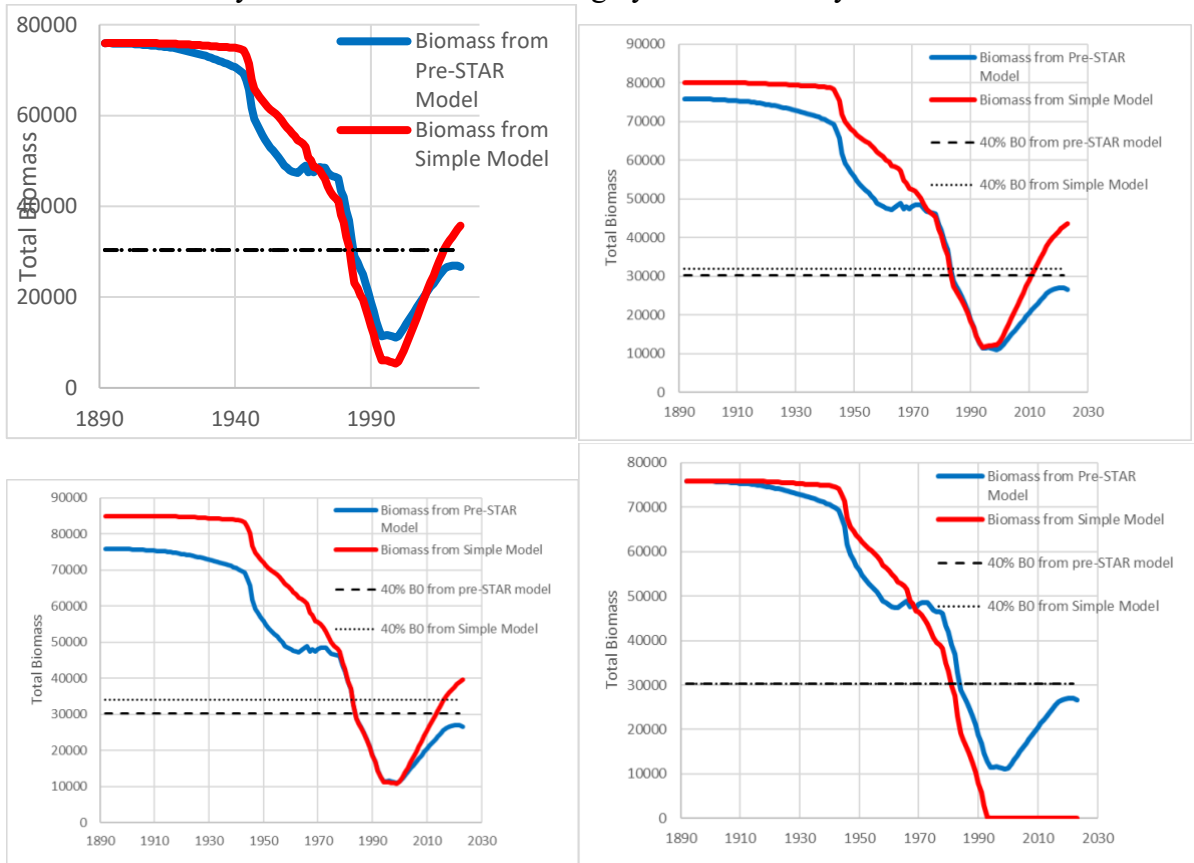 80000
60000
40000
20000
0
Total Biomass
1890 1940 1990
Biomass from
Pre-STAR
Model
Biomass from
Simple Model
90000
80000
70000
60000
50000
40000
30000
20000
10000
0
Total Biomass
1890 1910 1930 1950 1970 1990 2010 2030
Biomass from Pre-STAR
Model
Biomass from Simple Model
40% B0 from pre-STAR model
40% B0 from Simple Model
90000
80000
70000
60000
50000
40000
30000
20000
10000
0
Total Biomass
1890 1910 1930 1950 1970 1990 2010 2030
Biomass from Pre-STAR
Model
Biomass from Simple Model
40% B0 from pre-STAR model
40% B0 from Simple Model
80000
70000
60000
50000
40000
30000
20000
10000
0
Total Biomass
1890 1910 1930 1950 1970 1990 2010 2030
Biomass from Pre-STAR
Model
Biomass from Simple Model
40% B0 from pre-STAR model
40% B0 from Simple Model